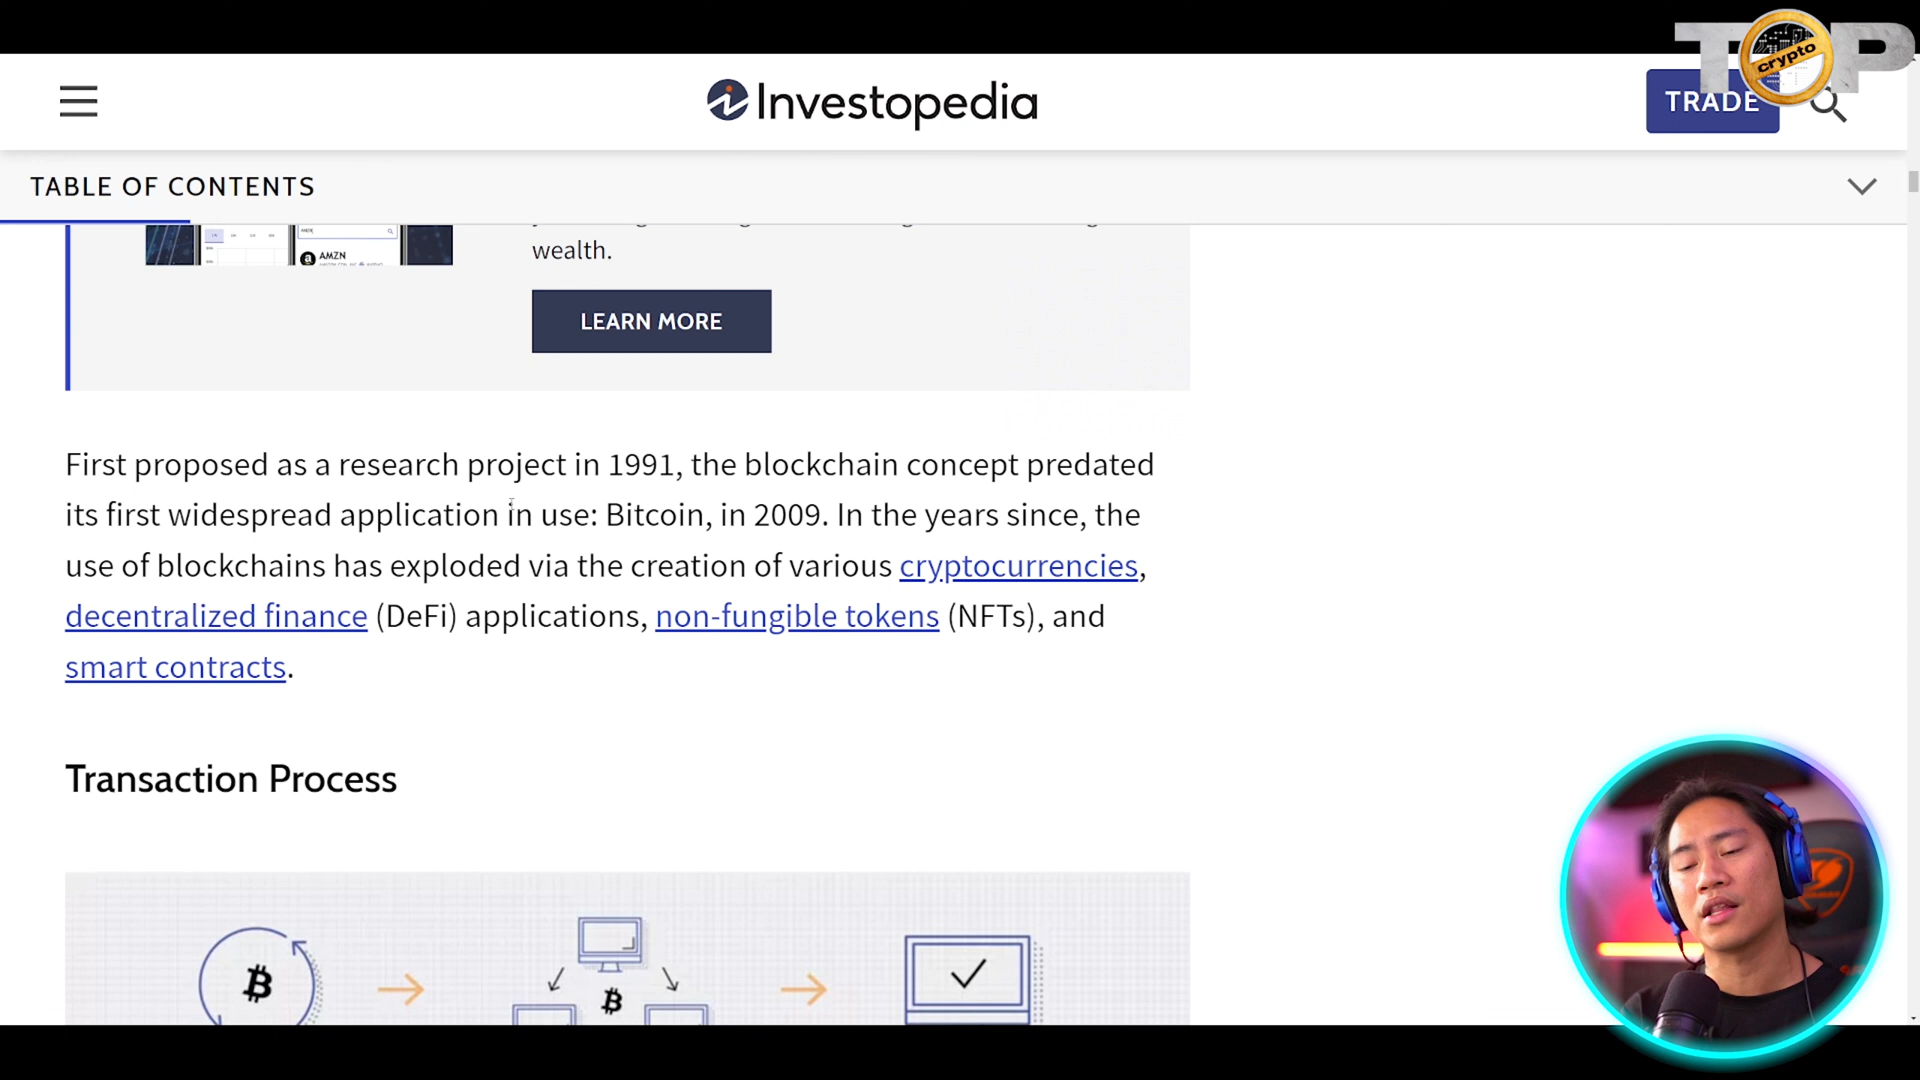 TOP
crypto
Investopedia
TRADE
TABLE OF CONTENTS
AMZN
wealth.
LEARN MORE
First proposed as a research project in 1991, the blockchain concept predated
its first widespread application in use: Bitcoin, in 2009. In the years since, the
use of blockchains has exploded via the creation of various cryptocurrencies,
decentralized finance (DeFi) applications, non-fungible tokens (NFTs), and
smart contracts.
Transaction Process